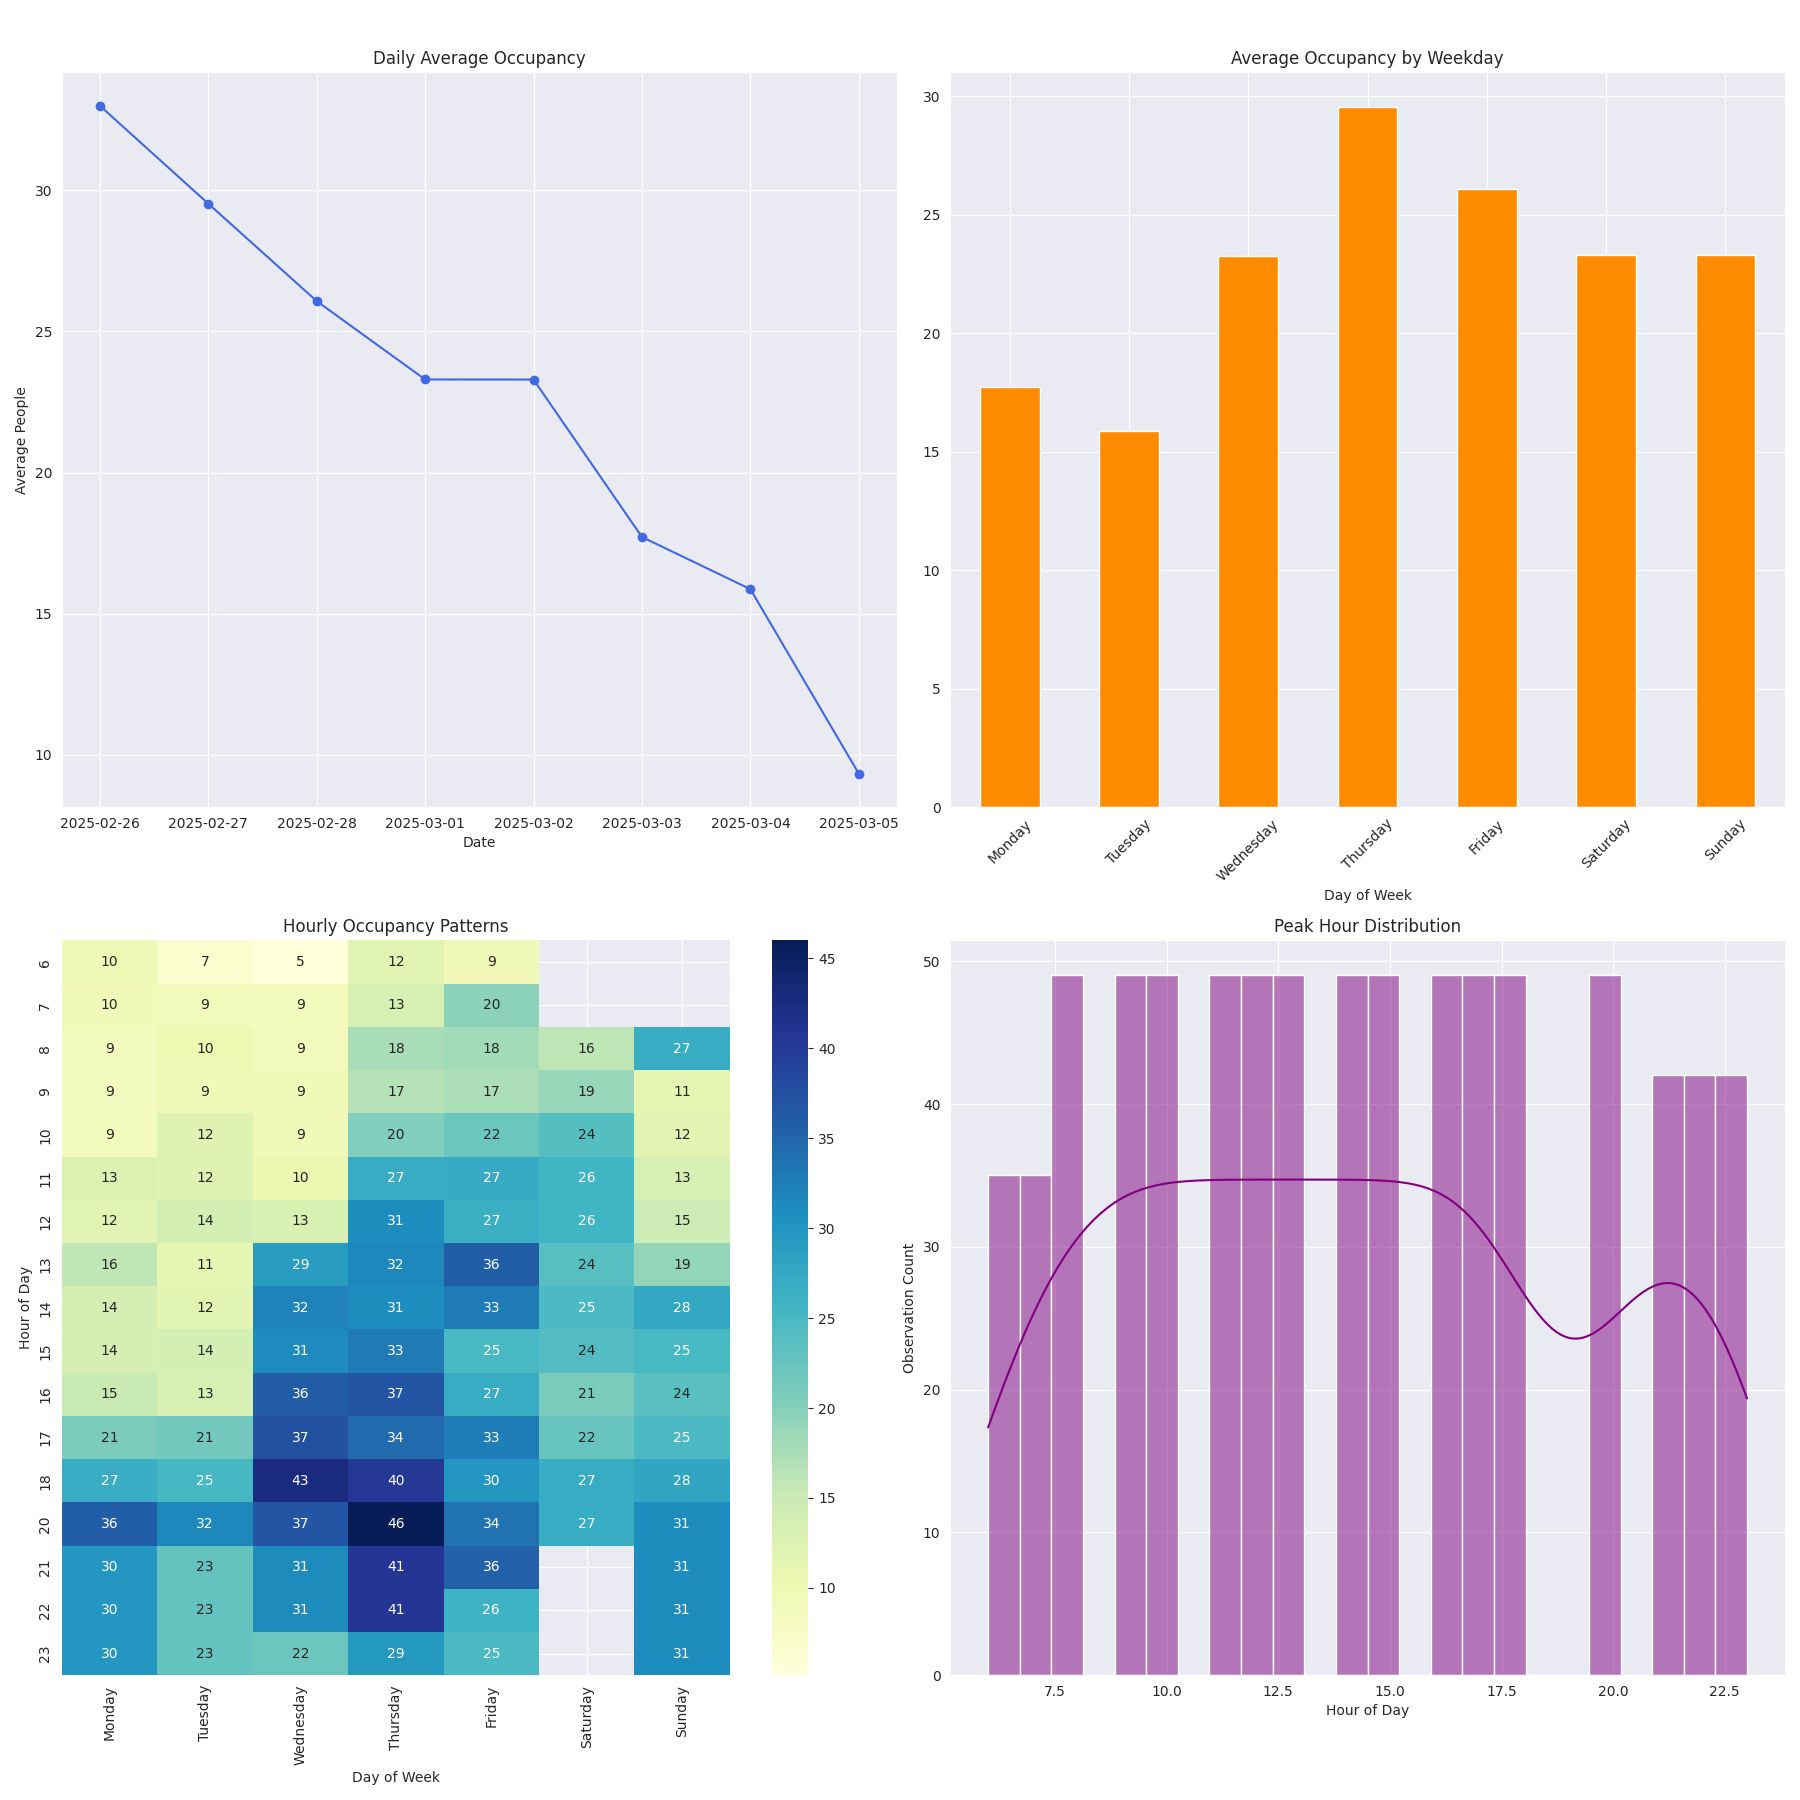 Daily Average Occupancy
30
25
20
15
10
Average People
2025-02-26 2025-02-27 2025-02-28 2025-03-01 2025-03-02 2025-03-03 2025-03-04 2025-03-05
Date
Average Occupancy by Weekday
30
25
20
15
10
5
0
Monday Tuesday Wednesday Thursday Friday Saturday Sunday
Day of Week
Hourly Occupancy Patterns
6 10 7 5 12 9
7 10 9 9 13 20
8 9 10 9 18 18 16 27
9 9 9 9 17 17 19 11
10 9 12 9 20 22 24 12
11 13 12 10 27 27 26 13
12 12 14 13 31 27 26 15
13 16 11 29 32 36 24 19
14 14 12 32 31 33 25 28
15 14 14 31 33 25 24 25
16 15 13 36 37 27 21 24
17 21 21 37 34 33 22 25
18 27 25 43 40 30 27 28
20 36 32 37 46 34 27 31
21 30 23 31 41 36 31
22 30 23 31 41 26 31
23 30 23 22 29 25 31
Hour of Day
Monday Tuesday Wednesday Thursday Friday Saturday Sunday
Day of Week
45
40
35
30
25
20
15
10
Peak Hour Distribution
50
40
30
20
10
0
Observation Count
7.5 10.0 12.5 15.0 17.5 20.0 22.5
Hour of Day